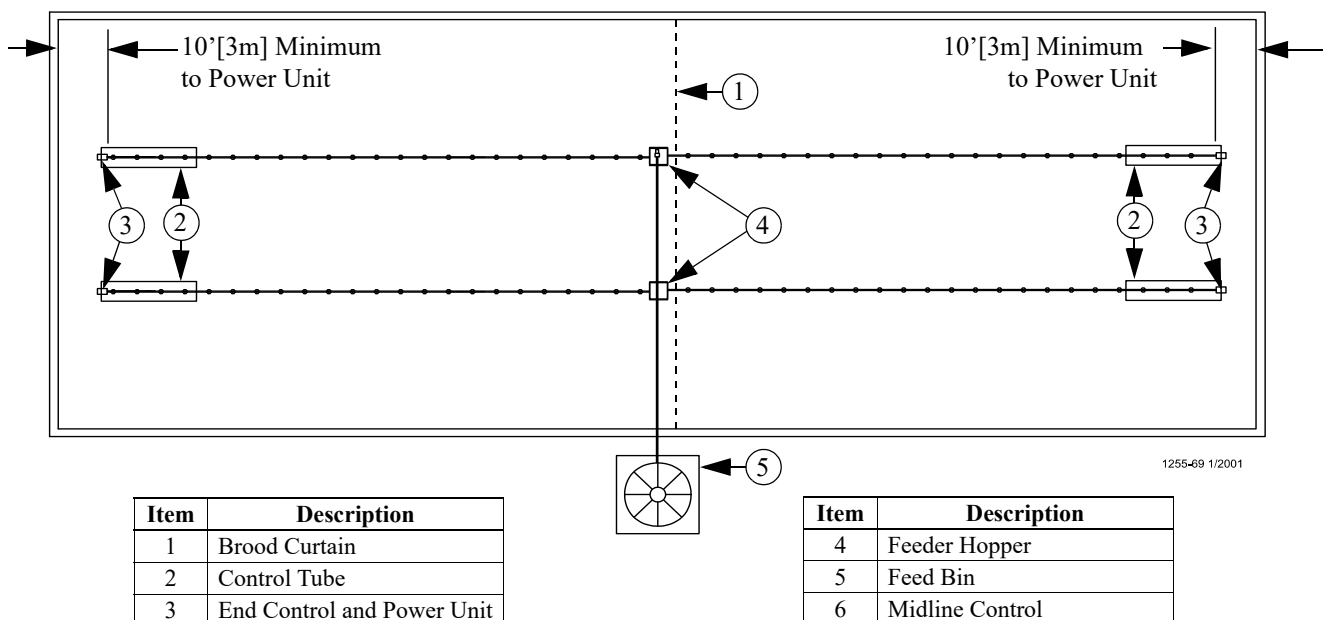 10’[3m] Minimum
to Power Unit
10’[3m] Minimum
to Power Unit
1
3
2
4
2
3
5
1255-69 1/2001
Item Description
1 Brood Curtain
2 Control Tube
3 End Control and Power Unit
Item Description
4 Feeder Hopper
5 Feed Bin
6 Midline Control